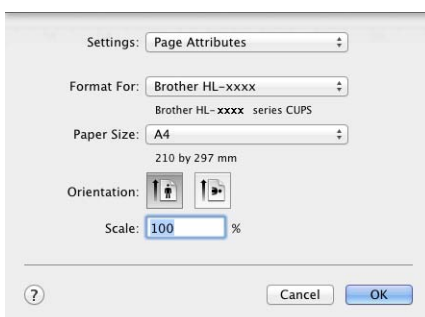 Settings: Page Attributes
Format For: Brother HL-xxxx
Brother HL-xxxx series CUPS
Paper Size: A4
210 by 297 mm
Orientation:
Scale: 100 %
? Cancel OK